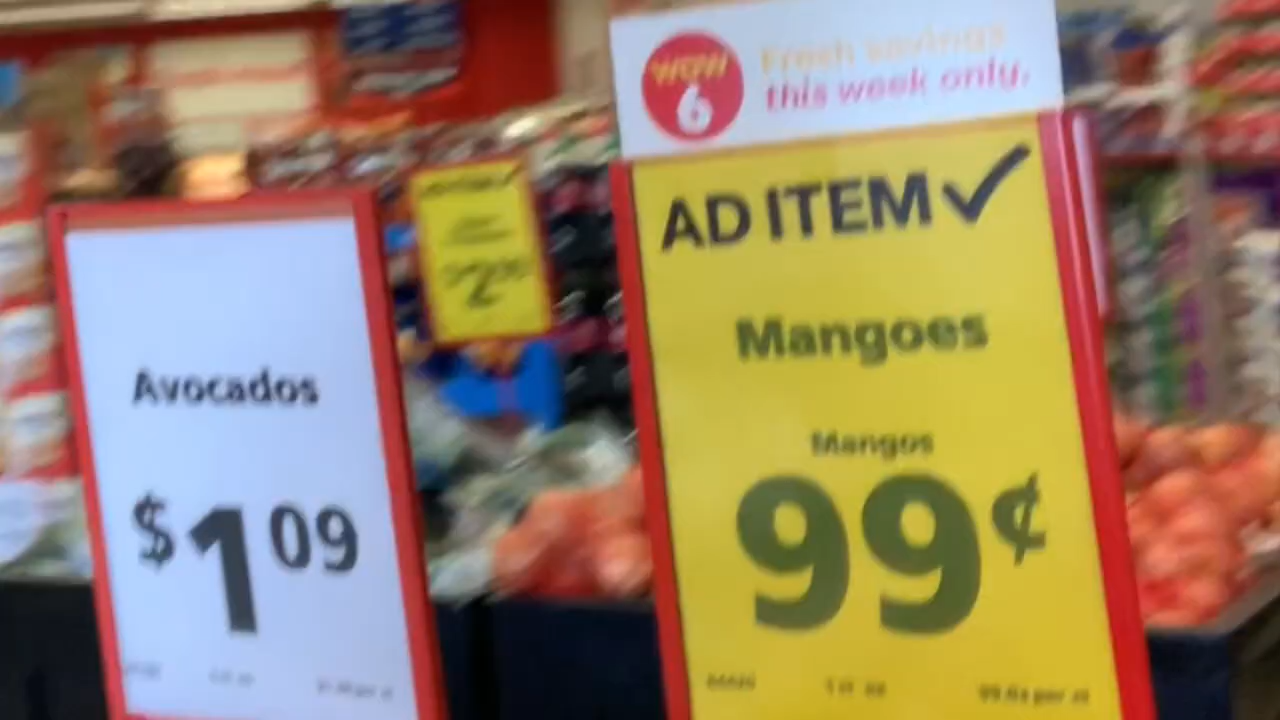 WOW
6
Fresh savings
this week only.
AD ITEM
Mangoes
Mangos
99¢
Avocados
$1 09